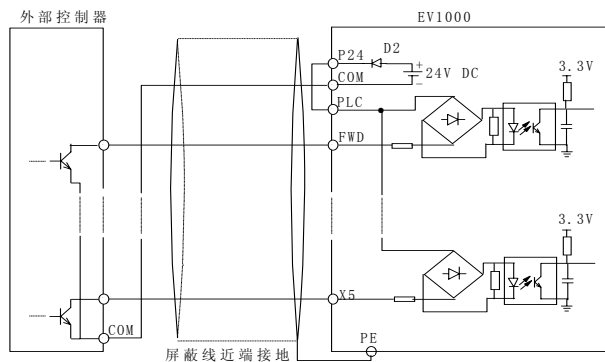 外部控制器
EV1000
P24
D2
+
24V DC
-
COM
PLC
3.3V
FWD
3.3V
X5
COM
PE
屏蔽线近端接地